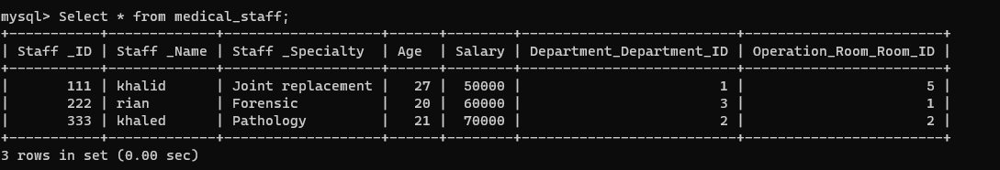 mysql> Select * from medical_staff;
+-----------+-------------+-------------------+------+--------+--------------------------+------------------------+
| Staff _ID | Staff _Name | Staff _Specialty  | Age  | Salary | Department_Department_ID | Operation_Room_Room_ID |
+-----------+-------------+-------------------+------+--------+--------------------------+------------------------+
|       111 | khalid      | Joint replacement |   27 |  50000 |                        1 |                      5 |
|       222 | rian        | Forensic          |   20 |  60000 |                        3 |                      1 |
|       333 | khaled      | Pathology         |   21 |  70000 |                        2 |                      2 |
+-----------+-------------+-------------------+------+--------+--------------------------+------------------------+
3 rows in set (0.00 sec)